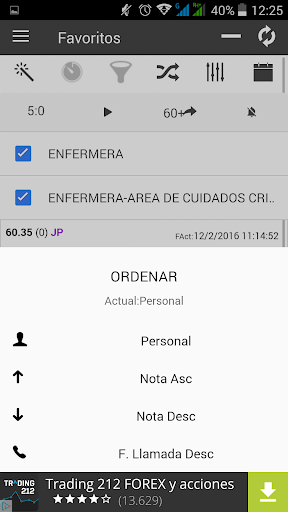 12:25
Favoritos
5:0
60+
ENFERMERA
ENFERMERA-AREA DE CUIDADOS CRI..
60.35 (0) JP
FAct:12/2/2016 11:14:52
ORDENAR
Actual:Personal
Personal
Nota Asc
Nota Desc
F. Llamada Desc
TRADING 212
Trading 212 FOREX y acciones
(13.629)